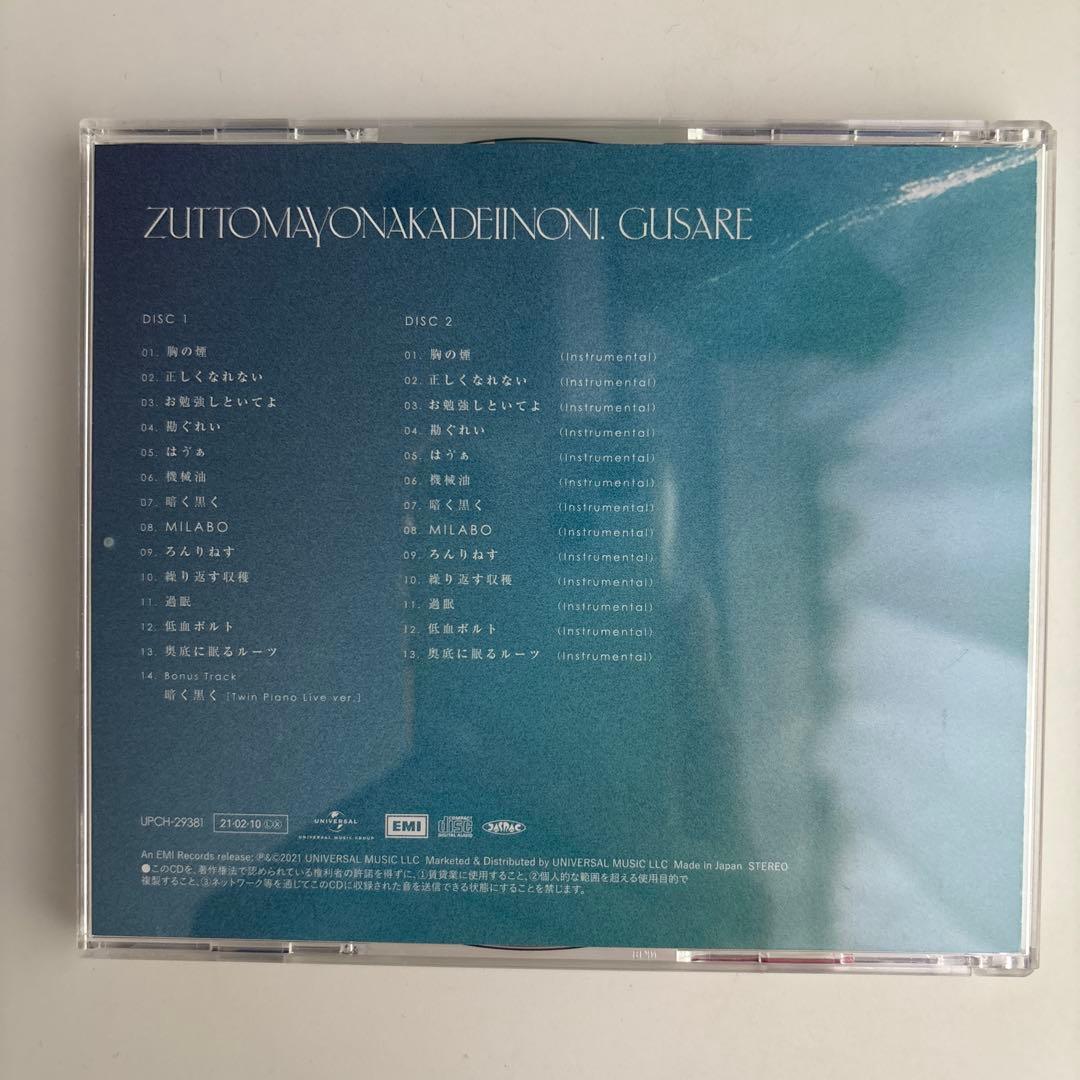 ZUTTOMAYONAKADEIINONI. GUSARE
DISC 1
01. 胸の煙
02. 正しくなれない
03. お勉強しといてよ
04. 勘ぐれい
05. はゔぁ
06. 機械油
07. 暗く黒く
08. MILABO
09. ろんりねす
10. 繰り返す収穫
11. 過眠
12. 低血ボルト
13. 奥底に眠るルーツ
14. Bonus Track
暗く黒く [Twin Piano Live ver.]
DISC 2
01. 胸の煙 (Instrumental)
02. 正しくなれない (Instrumental)
03. お勉強しといてよ (Instrumental)
04. 勘ぐれい (Instrumental)
05. はゔぁ (Instrumental)
06. 機械油 (Instrumental)
07. 暗く黒く (Instrumental)
08. MILABO (Instrumental)
09. ろんりねす (Instrumental)
10. 繰り返す収穫 (Instrumental)
11. 過眠 (Instrumental)
12. 低血ボルト (Instrumental)
13. 奥底に眠るルーツ (Instrumental)
UPCH-29381 21・02・10 Ⓛ Ⓧ UNIVERSAL UNIVERSAL MUSIC GROUP EMI COMPACT disc DIGITAL AUDIO JASRAC
An EMI Records release; ℗&©2021 UNIVERSAL MUSIC LLC Marketed & Distributed by UNIVERSAL MUSIC LLC Made in Japan STEREO
●このCDを、著作権法で認められている権利者の許諾を得ずに、①賃貸業に使用すること、②個人的な範囲を超える使用目的で
複製すること、③ネットワーク等を通じてこのCDに収録された音を送信できる状態にすることを禁じます。